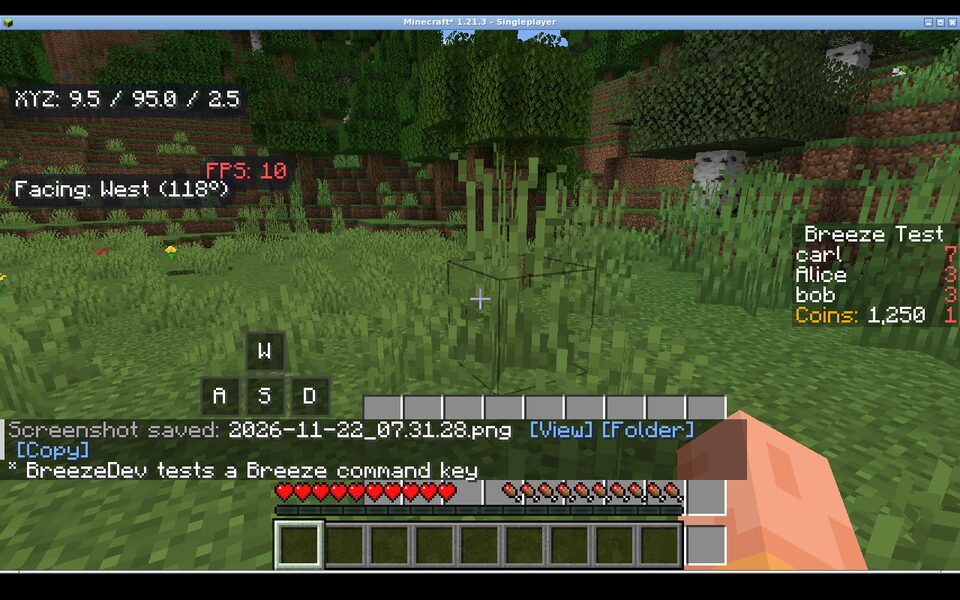 Minecraft* 1.21.3 - Singleplayer
XYZ: 9.5 / 95.0 / 2.5
FPS: 10
Facing: West (118°)
Breeze Test
carl 7
Alice 3
bob 3
Coins: 1,250 1
W
A S D
Screenshot saved: 2026-11-22_07.31.28.png [View] [Folder]
[Copy]
* BreezeDev tests a Breeze command key